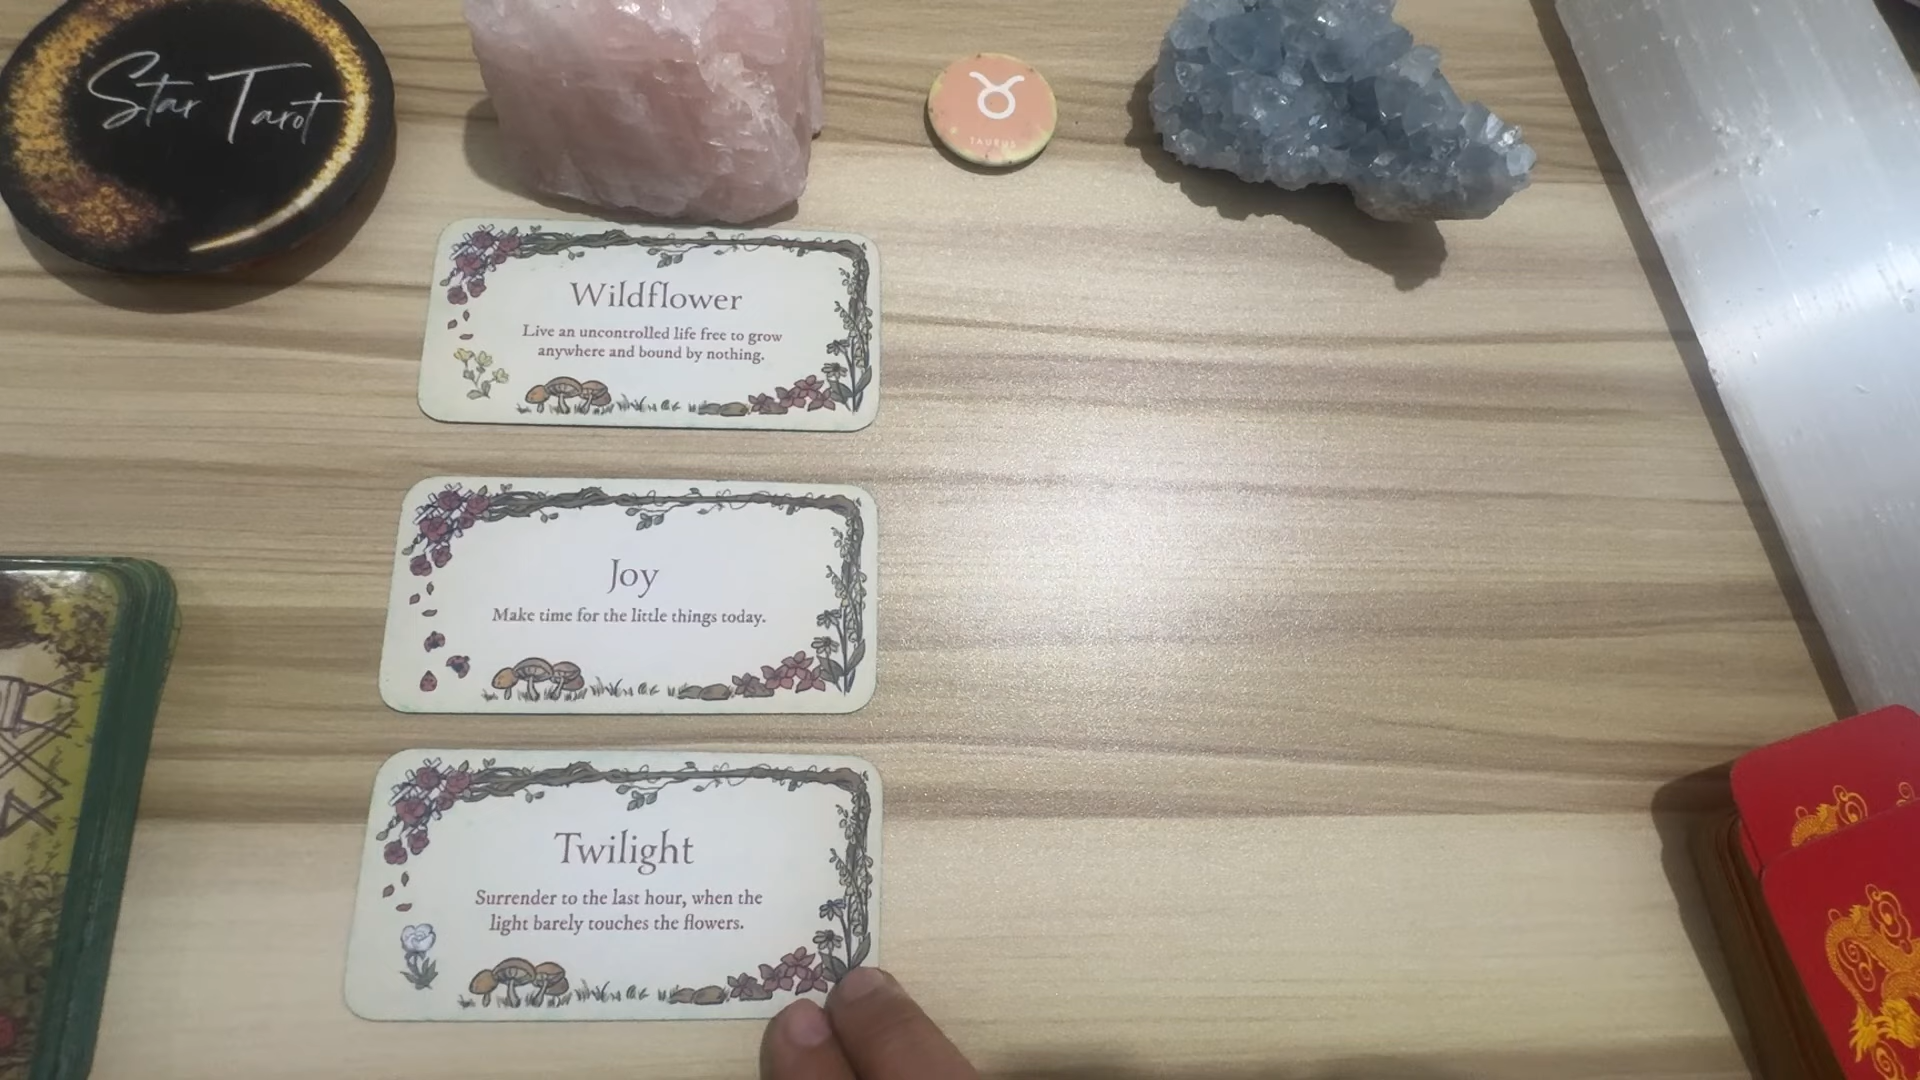 Star Tarot
TAURUS
Wildflower
Live an uncontrolled life free to grow
anywhere and bound by nothing.
Joy
Make time for the little things today.
Twilight
Surrender to the last hour, when the
light barely touches the flowers.